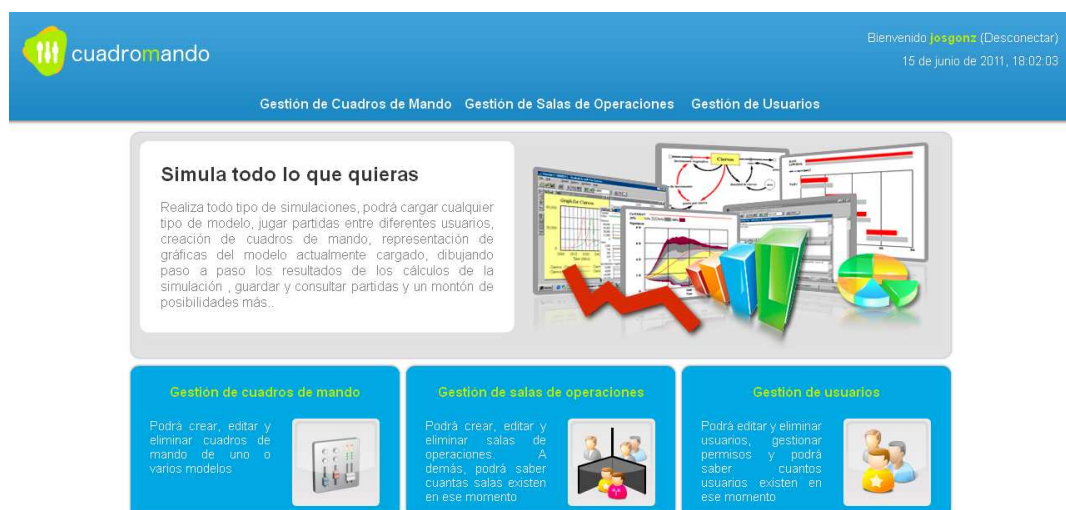 cuadromando
Bienvenido josgonz (Desconectar)
15 de junio de 2011, 18:02:03
Gestión de Cuadros de Mando Gestión de Salas de Operaciones Gestión de Usuarios
Simula todo lo que quieras
Realiza todo tipo de simulaciones, podrá cargar cualquier
tipo de modelo, jugar partidas entre diferentes usuarios,
creación de cuadros de mando, representación de
gráficas del modelo actualmente cargado, dibujando
paso a paso los resultados de los cálculos de la
simulación , guardar y consultar partidas y un montón de
posibilidades más..
Ciervos
Gestión de cuadros de mando
Podrá crear, editar y
eliminar cuadros de
mando de uno o
varios modelos
Gestión de salas de operaciones
Podrá crear, editar y
eliminar salas de
operaciones. A
demás, podrá saber
cuantas salas existen
en ese momento
Gestión de usuarios
Podrá editar y eliminar
usuarios, gestionar
permisos y podrá
saber cuantos
usuarios existen en
ese momento